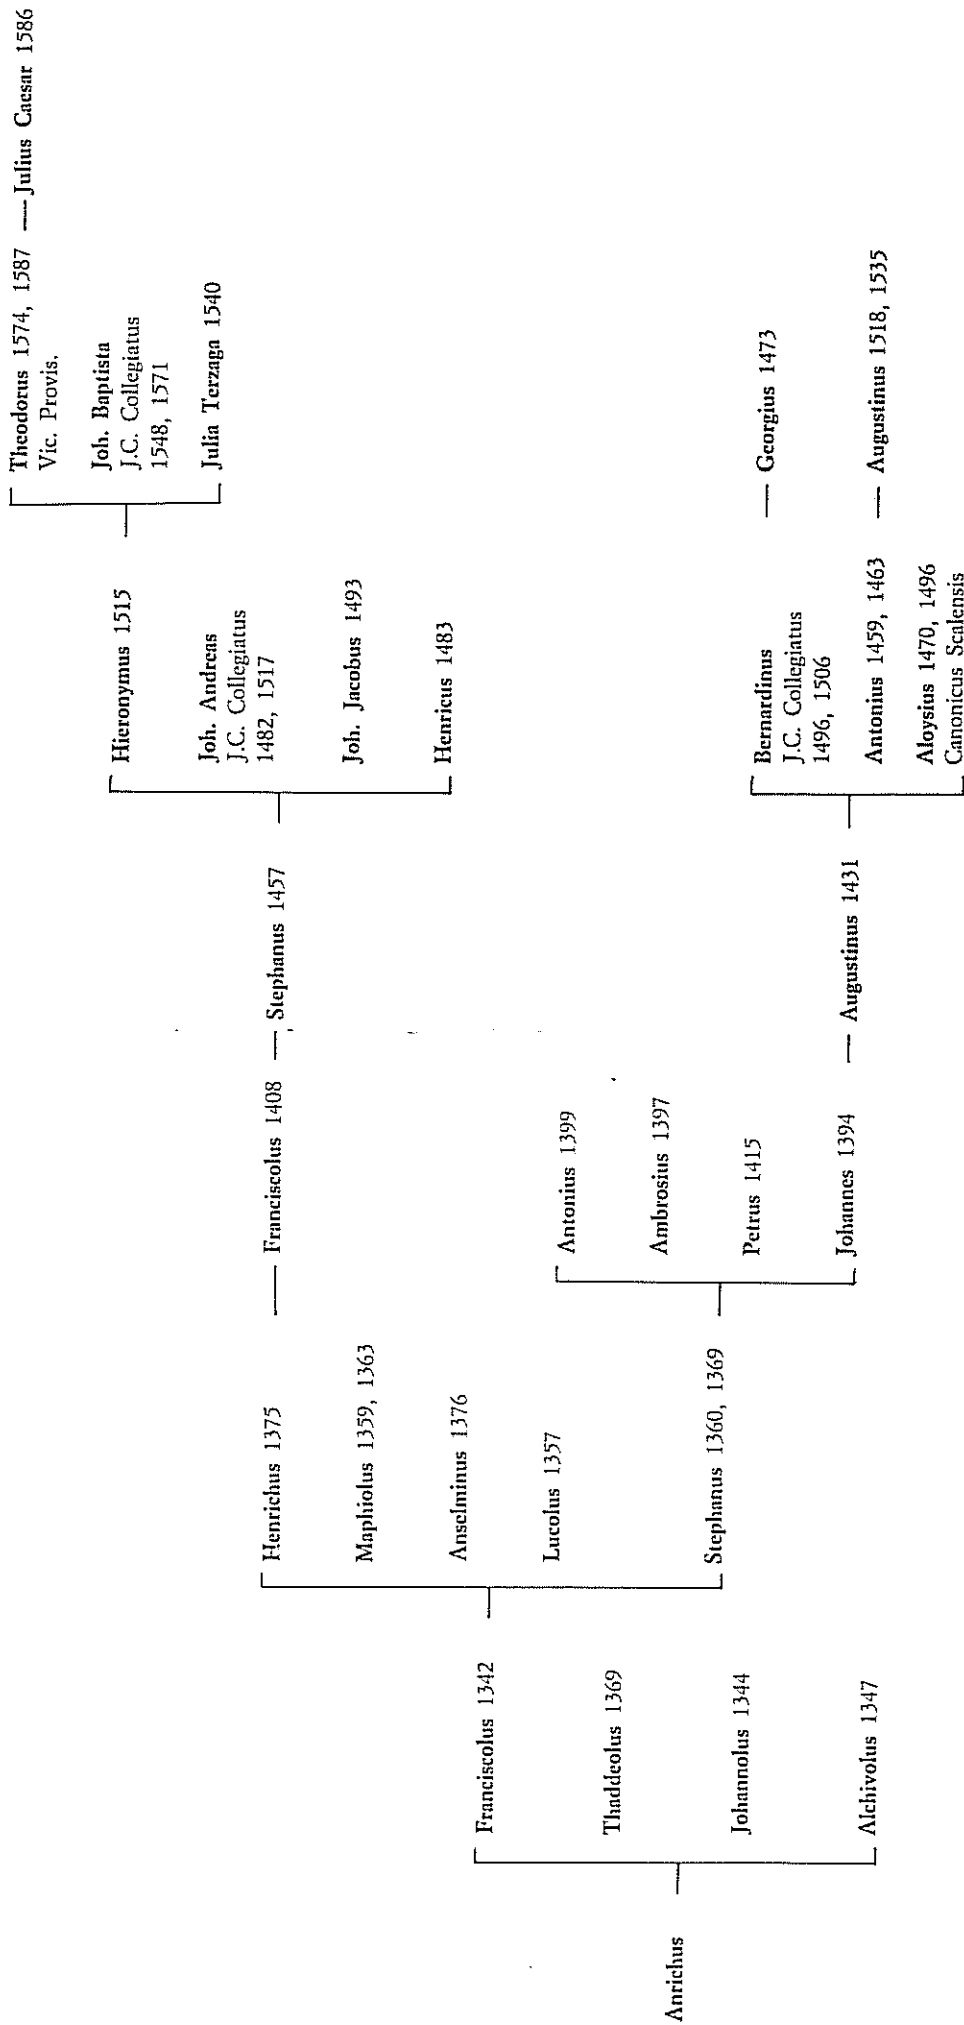 Anrichus
Franciscolus 1342
Thaddeolus 1369
Johannolus 1344
Alchivolus 1347
Henrichus 1375
Maphiolus 1359, 1363
Anselminus 1376
Lucolus 1357
Stephanus 1360, 1369
Franciscolus 1408
Antonius 1399
Ambrosius 1397
Petrus 1415
Johannes 1394
Stephanus 1457
Augustinus 1431
Hieronymus 1515
Joh. Andreas
J.C. Collegiatus
1482, 1517
Joh. Jacobus 1493
Henricus 1483
Bernardinus
J.C. Collegiatus
1496, 1506
Antonius 1459, 1463
Aloysius 1470, 1496
Canonicus Scalensis
Theodorus 1574, 1587
Vic. Provis.
Joh. Baptista
J.C. Collegiatus
1548, 1571
Julia Terzaga 1540
Georgius 1473
Augustinus 1518, 1535
Julius Caesar 1586